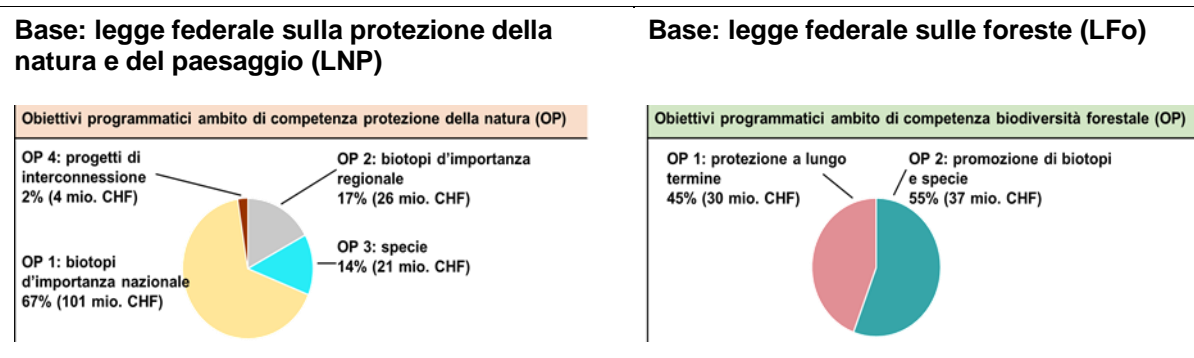 Base: legge federale sulla protezione della
natura e del paesaggio (LNP)
Obiettivi programmatici ambito di competenza protezione della natura (OP)
OP 4: progetti di
interconnessione
2% (4 mio. CHF)
OP 2: biotopi d'importanza
regionale
17% (26 mio. CHF)
OP 3: specie
14% (21 mio. CHF)
OP 1: biotopi
d'importanza nazionale
67% (101 mio. CHF)
Base: legge federale sulle foreste (LFo)
Obiettivi programmatici ambito di competenza biodiversità forestale (OP)
OP 1: protezione a lungo
termine
45% (30 mio. CHF)
OP 2: promozione di biotopi
e specie
55% (37 mio. CHF)